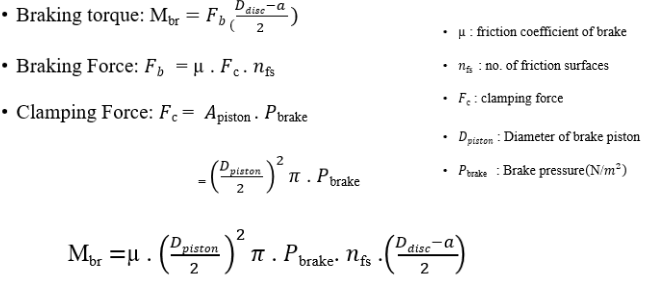 • Braking torque: M_br = F_b (D_disc−a / 2)
• Braking Force: F_b = μ . F_c . n_fs
• Clamping Force: F_c = A_piston . P_brake
= (D_piston / 2)² π . P_brake
M_br = μ . (D_piston / 2)² π . P_brake . n_fs . (D_disc−a / 2)
• μ : friction coefficient of brake
• n_fs : no. of friction surfaces
• F_c : clamping force
• D_piston : Diameter of brake piston
• P_brake : Brake pressure(N/m²)